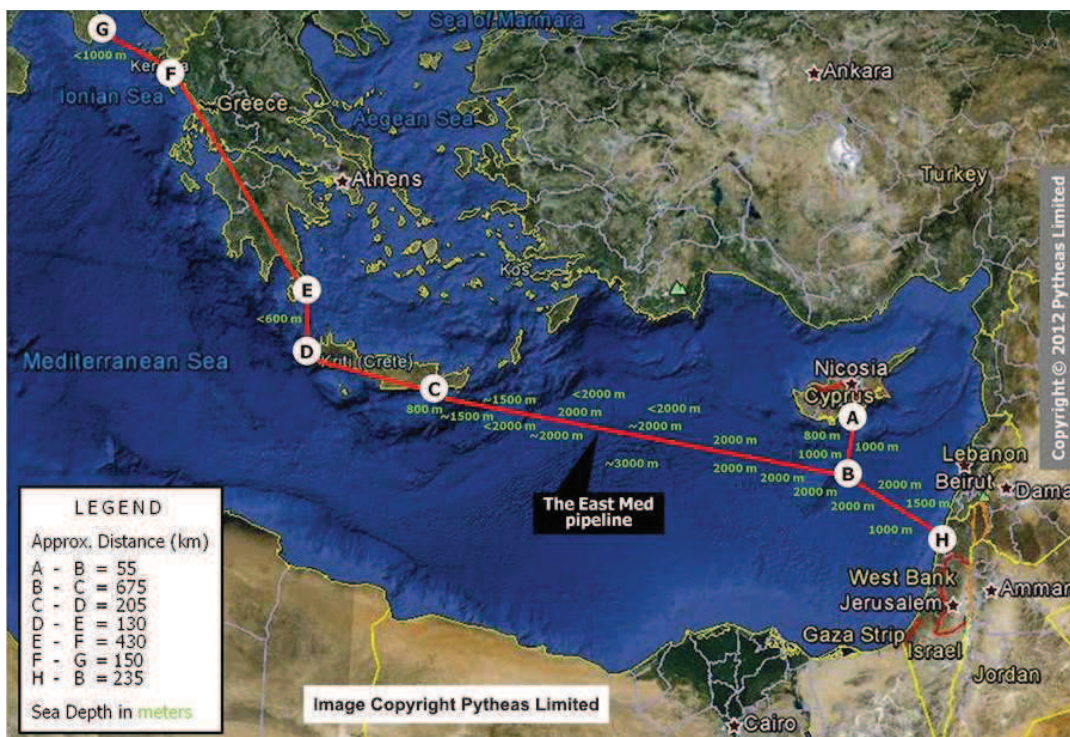 Sea of Marmara
G
<1000 m
F
Ionian Sea
Greece
Aegean Sea
Ankara
Athens
Turkey
Kos
E
<600 m
D
Kriti (Crete)
Mediterranean Sea
C
800 m
~1500 m
~1500 m
<2000 m
<2000 m
2000 m
<2000 m
~2000 m
~2000 m
~3000 m
2000 m
2000 m
2000 m
2000 m
Nicosia
Cyprus
A
800 m
1000 m
1000 m
B
2000 m
2000 m
1500 m
1000 m
H
Lebanon
Beirut
Dama
The East Med
pipeline
West Bank
Jerusalem
Amman
Gaza Strip
Israel
Jordan
Cairo
LEGEND
Approx. Distance (km)
A - B = 55
B - C = 675
C - D = 205
D - E = 130
E - F = 430
F - G = 150
H - B = 235
Sea Depth in meters
Image Copyright Pytheas Limited
Copyright © 2012 Pytheas Limited